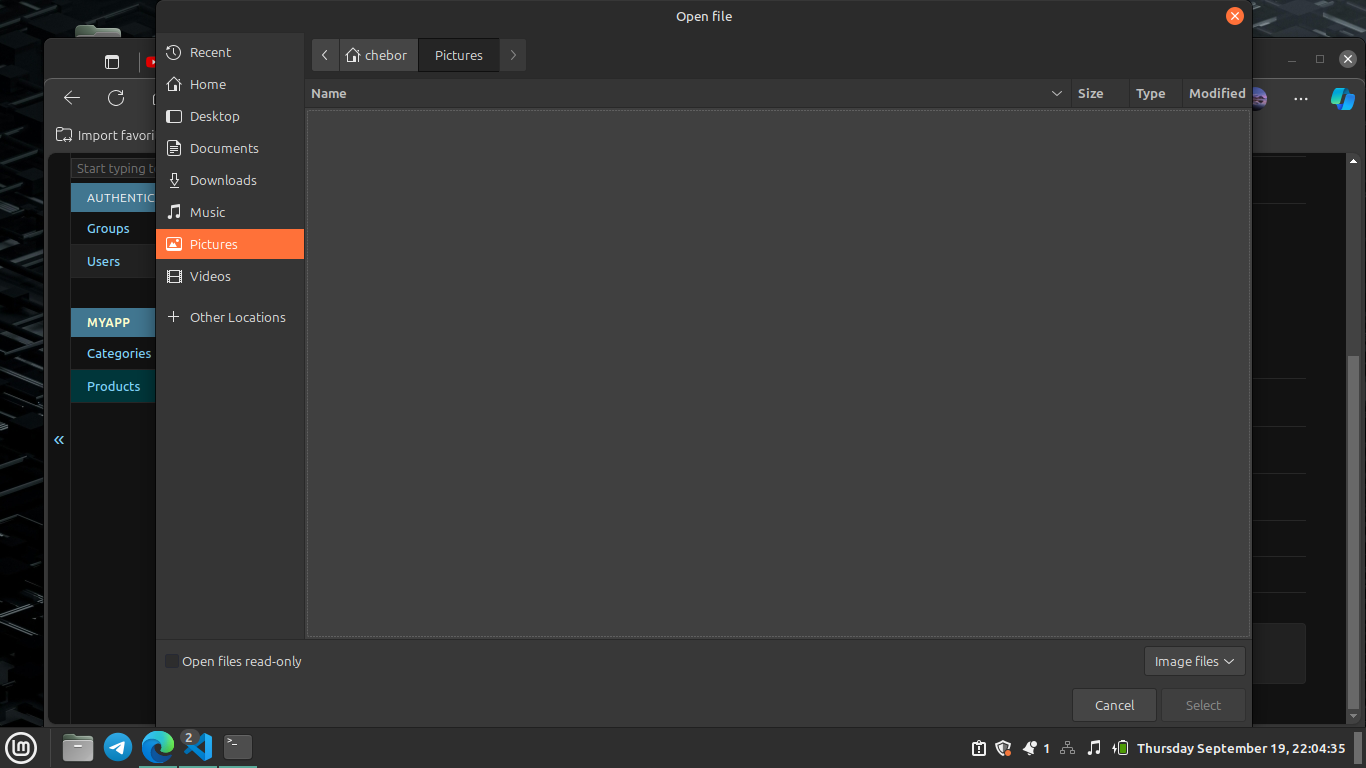 Open file
Recent
Home
Desktop
Documents
Downloads
Music
Pictures
Videos
Other Locations
chebor
Pictures
Name
Size
Type
Modified
Import favori
Start typing t
AUTHENTIC
Groups
Users
MYAPP
Categories
Products
«
Open files read-only
Image files
Cancel
Select
2
1
Thursday September 19, 22:04:35